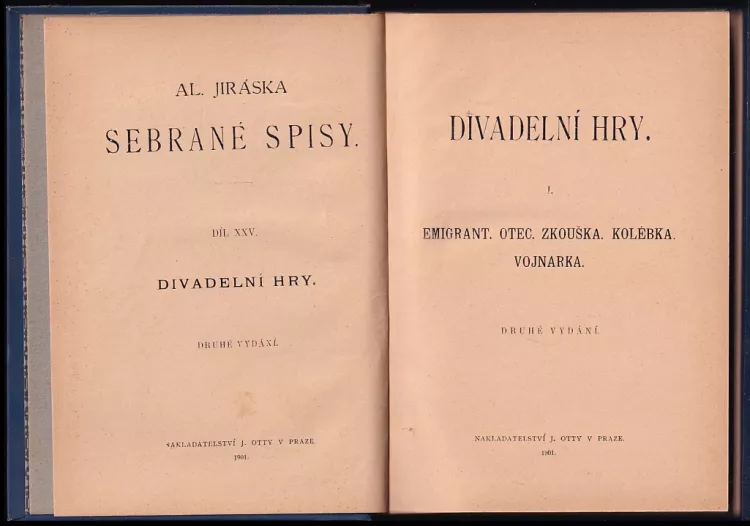 AL. JIRÁSKA
SEBRANÉ SPISY.
DÍL XXV.
DIVADELNÍ HRY.
DRUHÉ VYDÁNÍ.
NAKLADATELSTVÍ J. OTTY V PRAZE.
1901.
DIVADELNÍ HRY.
I.
EMIGRANT. OTEC. ZKOUŠKA. KOLÉBKA.
VOJNARKA.
DRUHÉ VYDÁNÍ.
NAKLADATELSTVÍ J. OTTY V PRAZE.
1901.